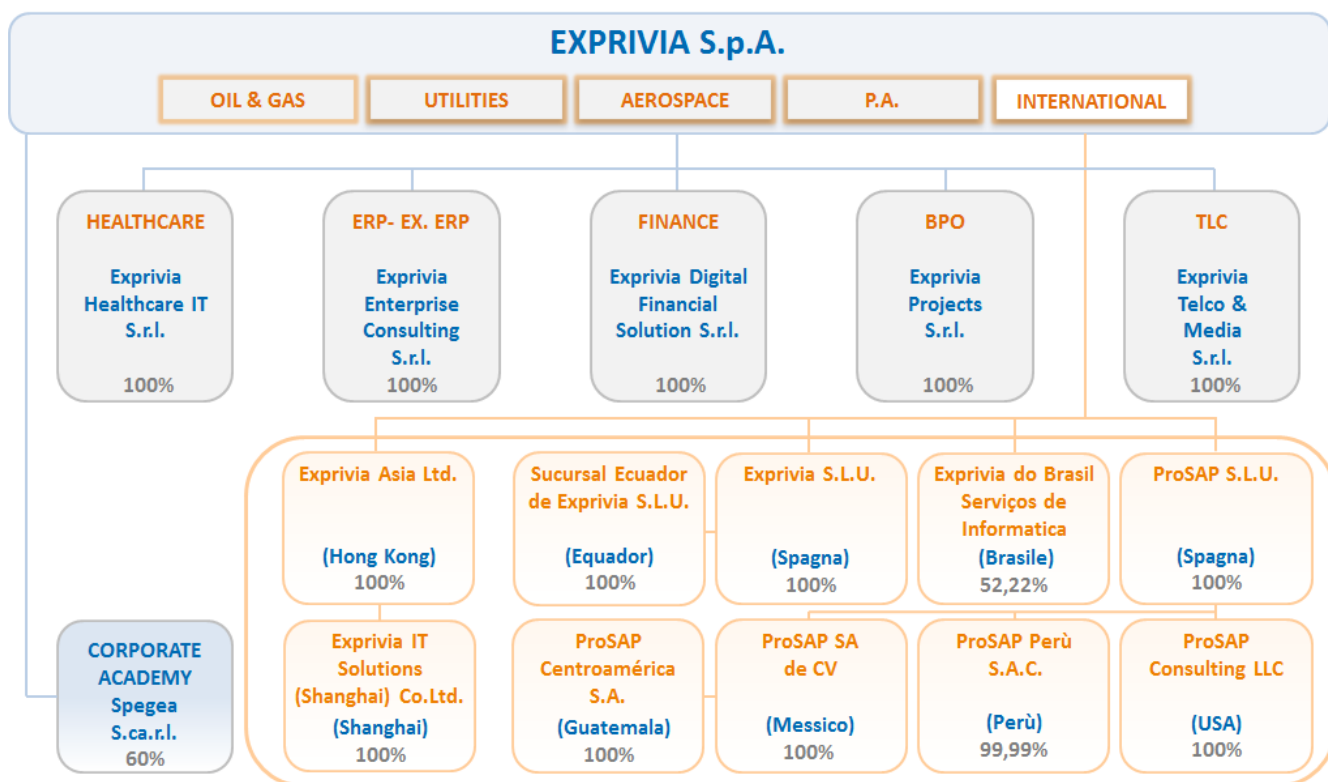 EXPRIVIA S.p.A.
OIL & GAS
UTILITIES
AEROSPACE
P.A.
INTERNATIONAL
HEALTHCARE
Exprivia
Healthcare IT
S.r.l.
100%
ERP- EX. ERP
Exprivia
Enterprise
Consulting
S.r.l.
100%
FINANCE
Exprivia Digital
Financial
Solution S.r.l.
100%
BPO
Exprivia
Projects
S.r.l.
100%
TLC
Exprivia
Telco &
Media
S.r.l.
100%
Exprivia Asia Ltd.
(Hong Kong)
100%
Sucursal Ecuador
de Exprivia S.L.U.
(Equador)
100%
Exprivia S.L.U.
(Spagna)
100%
Exprivia do Brasil
Serviços de
Informatica
(Brasile)
52,22%
ProSAP S.L.U.
(Spagna)
100%
CORPORATE
ACADEMY
Spegea
S.ca.r.l.
60%
Exprivia IT
Solutions
(Shanghai) Co.Ltd.
(Shanghai)
100%
ProSAP
Centroamérica
S.A.
(Guatemala)
100%
ProSAP SA
de CV
(Messico)
100%
ProSAP Perù
S.A.C.
(Perù)
99,99%
ProSAP
Consulting LLC
(USA)
100%